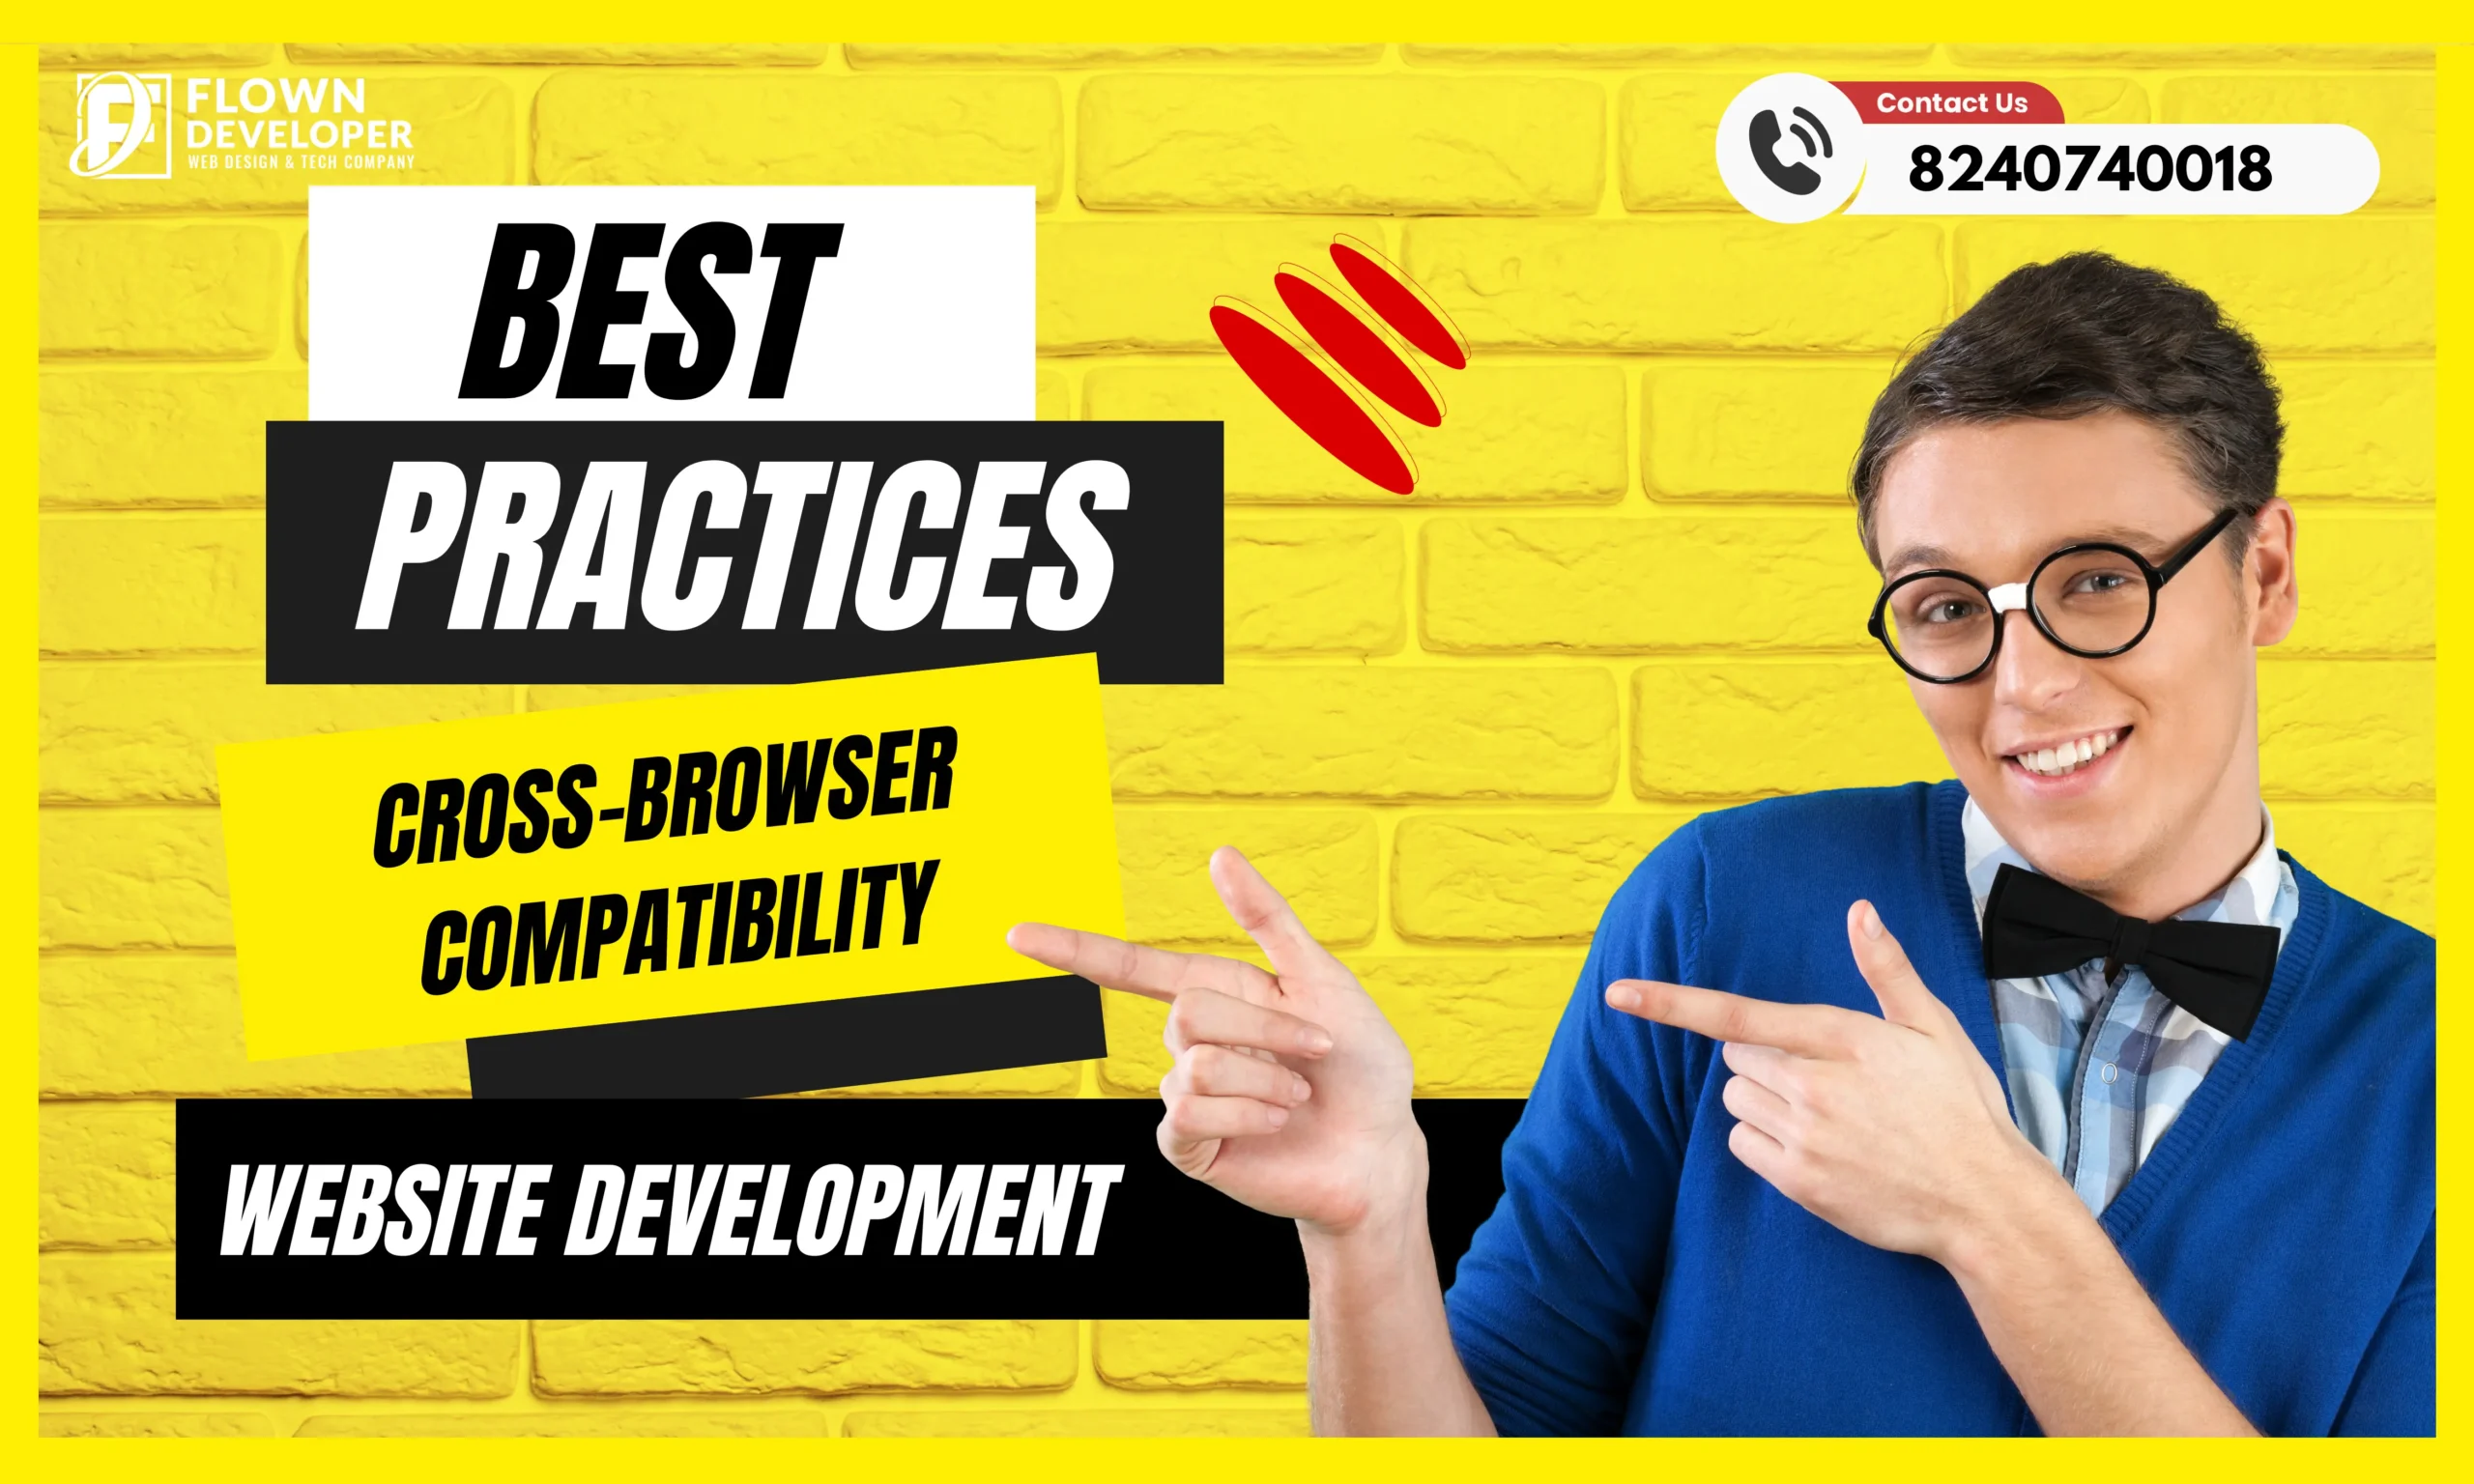 FLOWN
DEVELOPER
WEB DESIGN & TECH COMPANY
Contact Us
8240740018
BEST
PRACTICES
CROSS-BROWSER
COMPATIBILITY
WEBSITE DEVELOPMENT